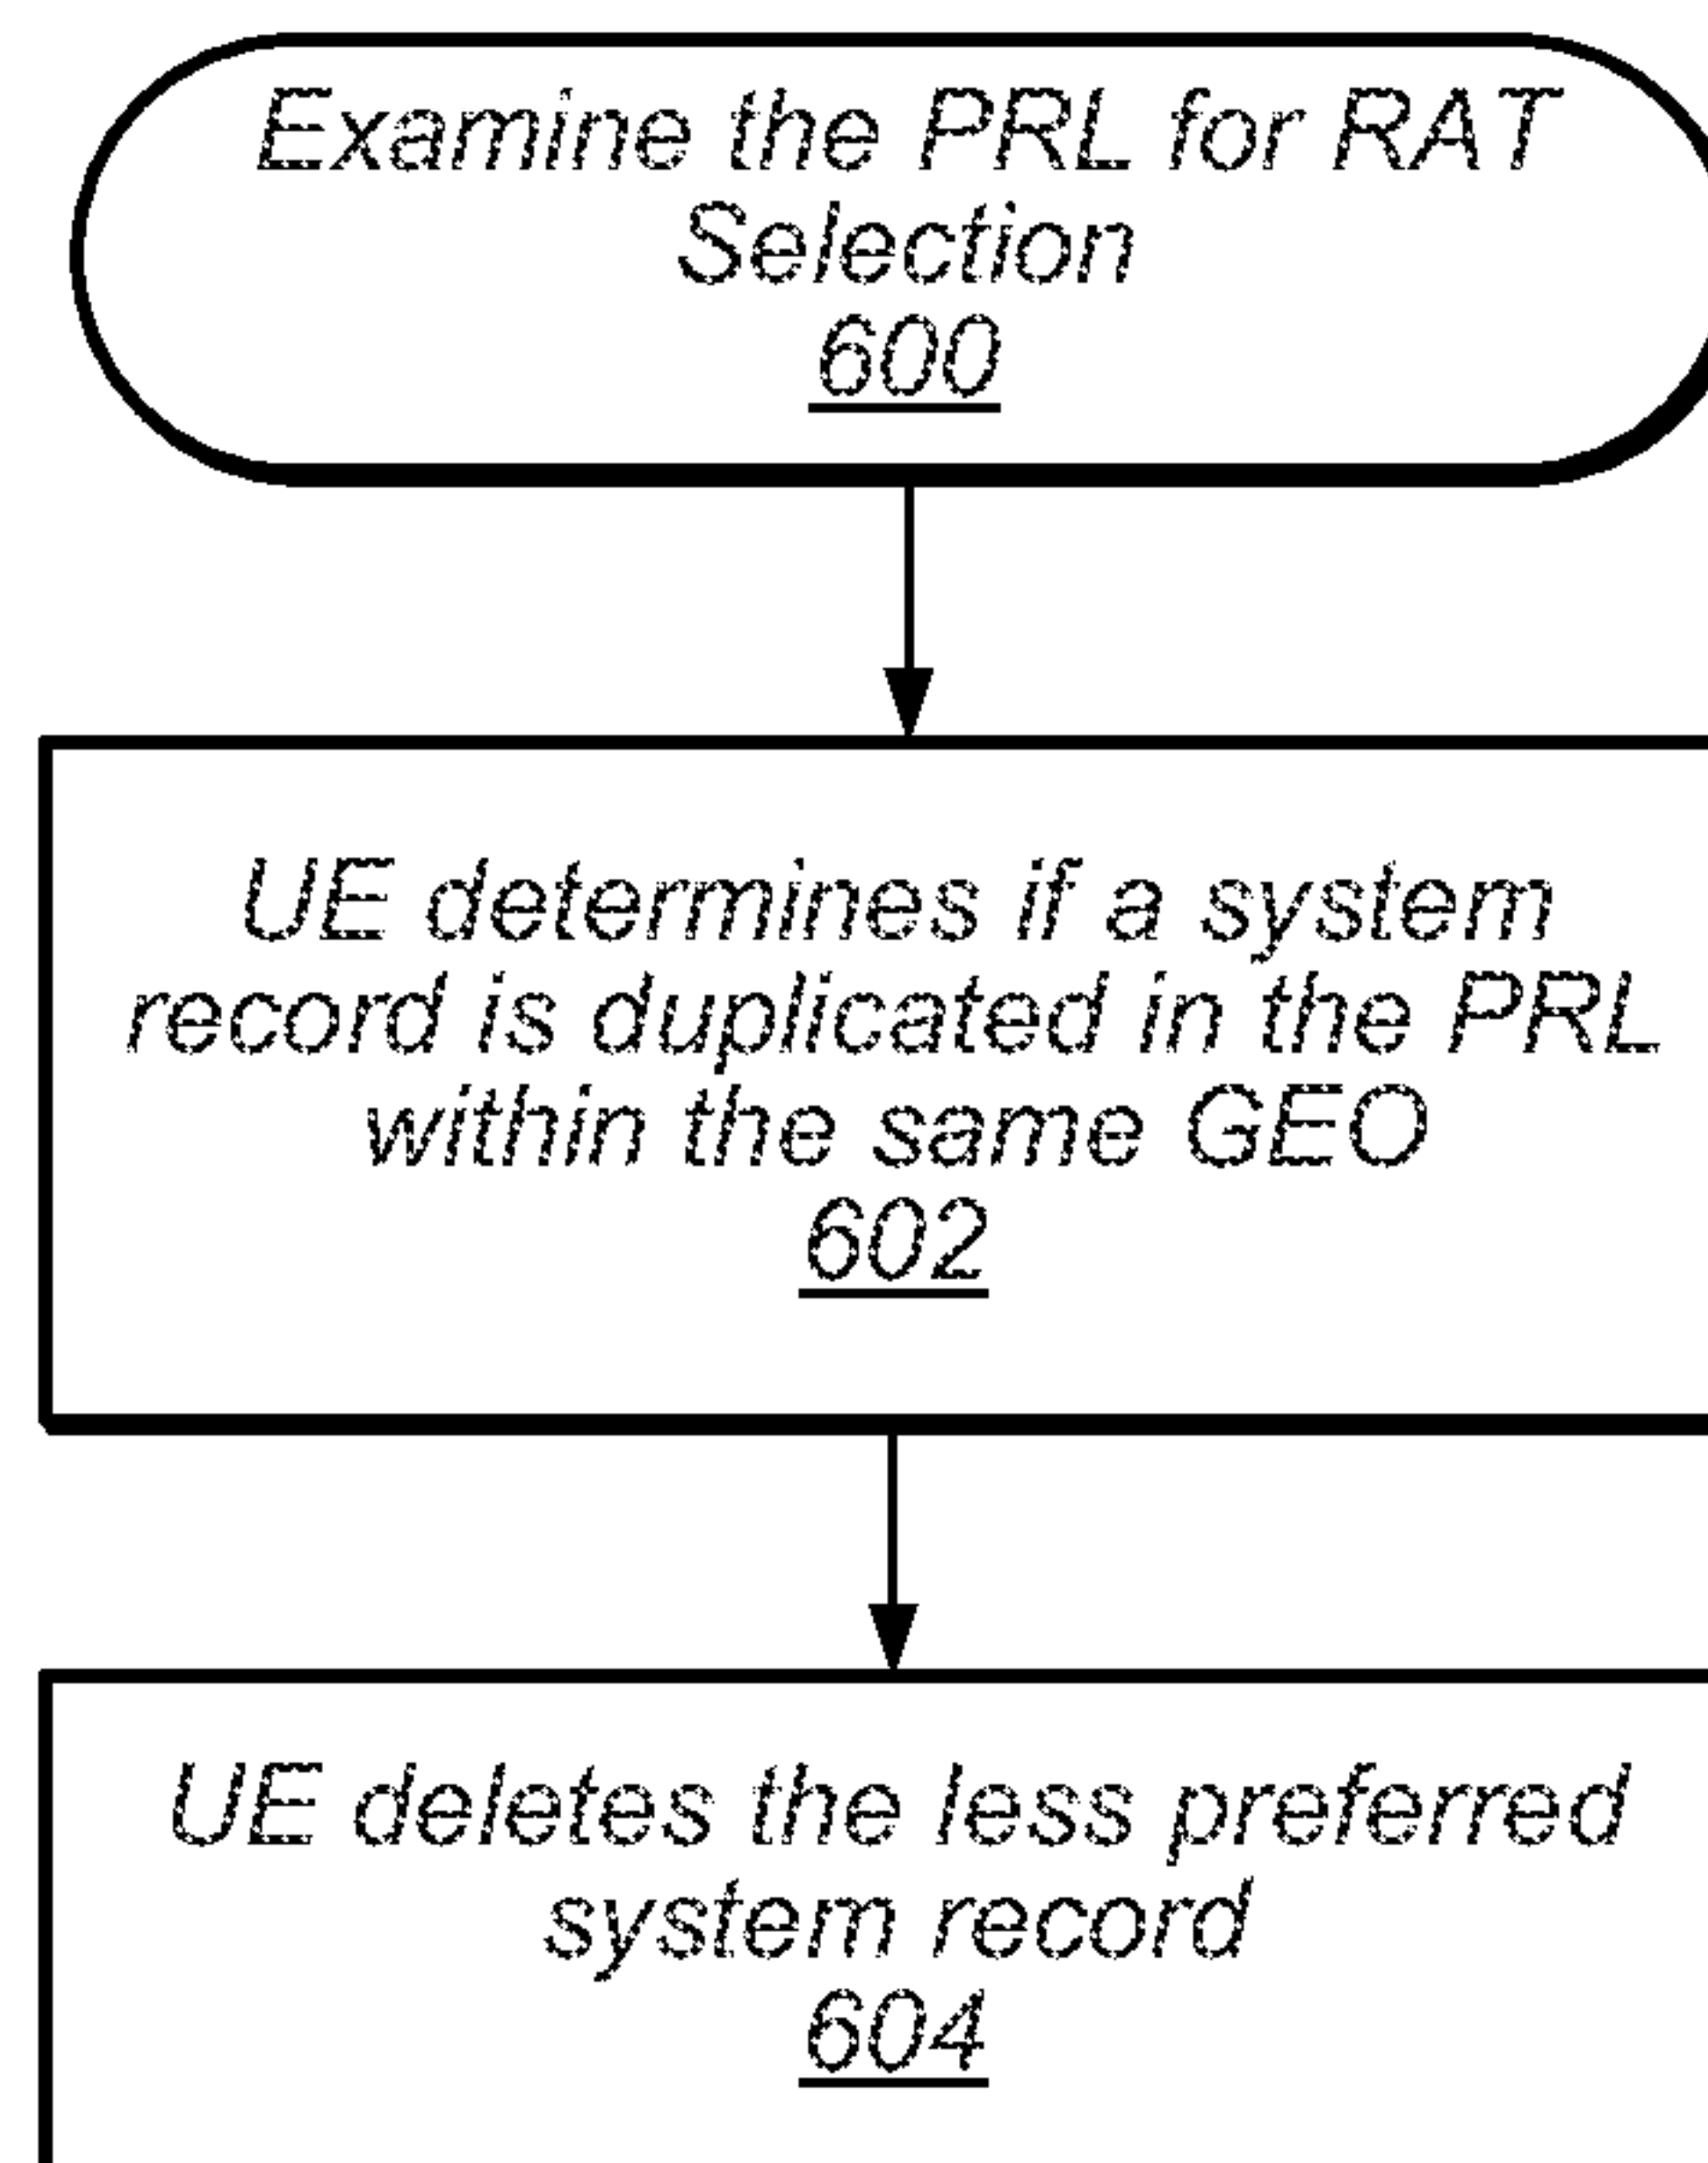 Examine the PRL for RAT
Selection
600
UE determines if a system
record is duplicated in the PRL
within the same GEO
602
UE deletes the less preferred
system record
604